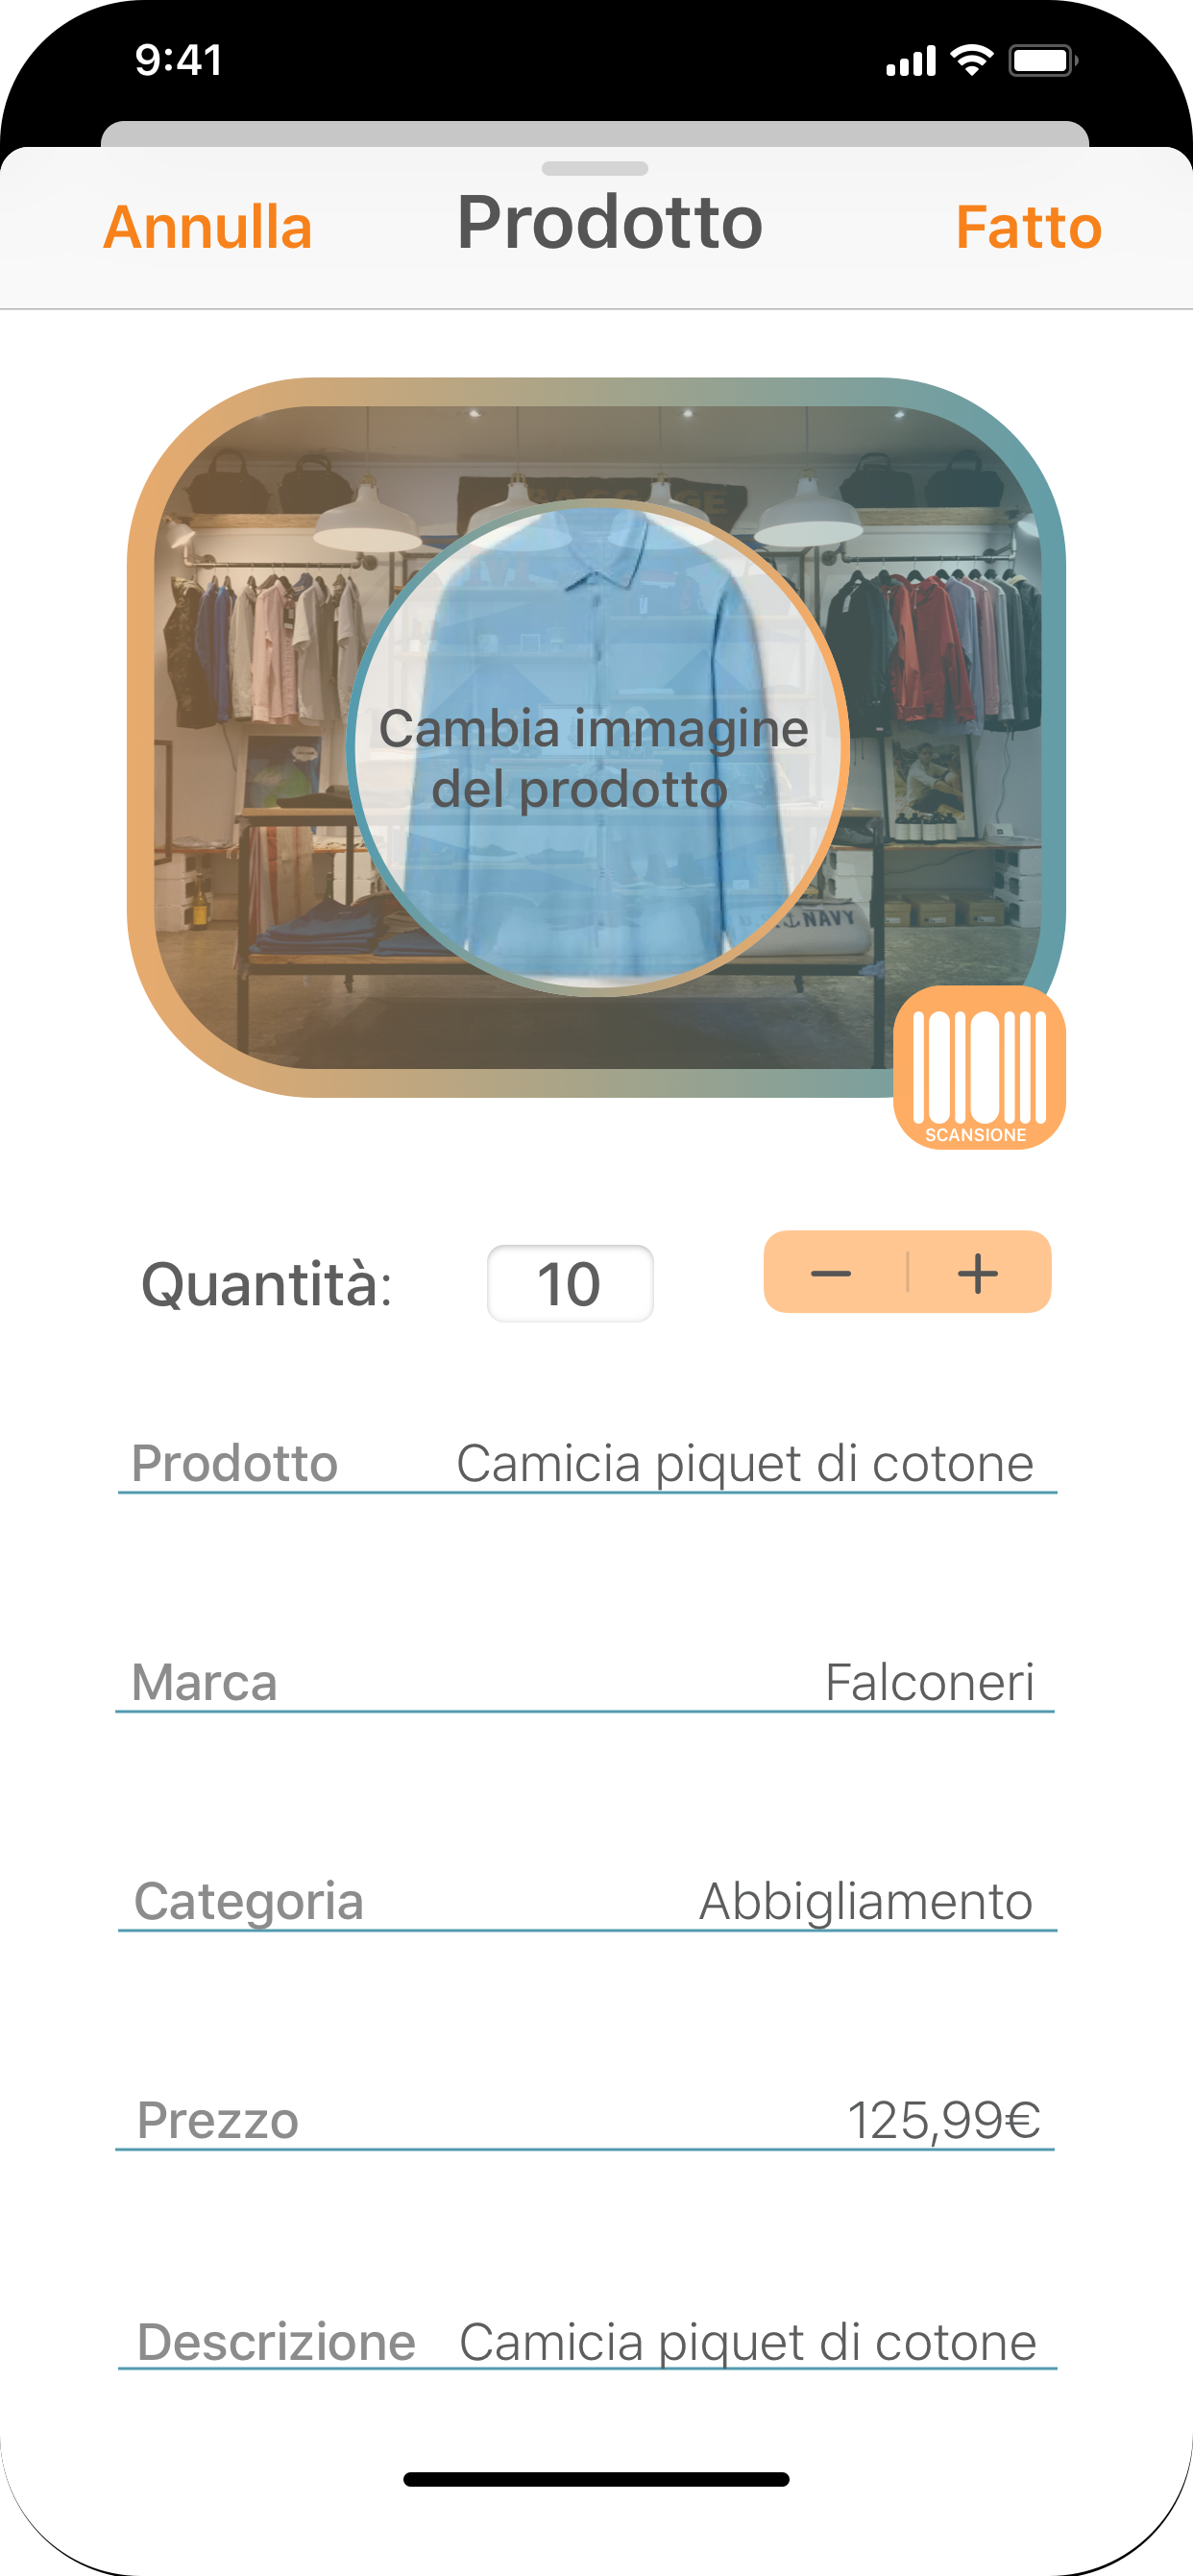 9:41
Annulla
Prodotto
Fatto
Cambia immagine
del prodotto
NAVY
SCANSIONE
Quantità:
10
Prodotto
Camicia piquet di cotone
Marca
Falconeri
Categoria
Abbigliamento
Prezzo
125,99€
Descrizione
Camicia piquet di cotone